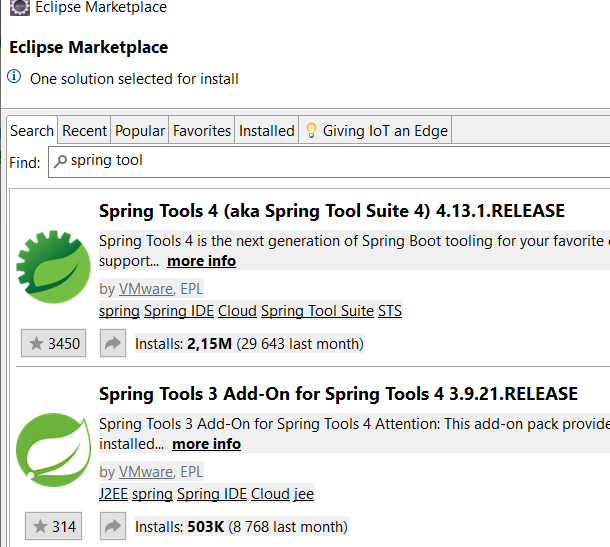 Eclipse Marketplace
Eclipse Marketplace
One solution selected for install
Search Recent Popular Favorites Installed Giving IoT an Edge
Find: spring tool
Spring Tools 4 (aka Spring Tool Suite 4) 4.13.1.RELEASE
Spring Tools 4 is the next generation of Spring Boot tooling for your favorite
support... more info
by VMware, EPL
spring Spring IDE Cloud Spring Tool Suite STS
3450 Installs: 2,15M (29 643 last month)
Spring Tools 3 Add-On for Spring Tools 4 3.9.21.RELEASE
Spring Tools 3 Add-On for Spring Tools 4 Attention: This add-on pack provide
installed... more info
by VMware, EPL
J2EE spring Spring IDE Cloud jee
314 Installs: 503K (8 768 last month)